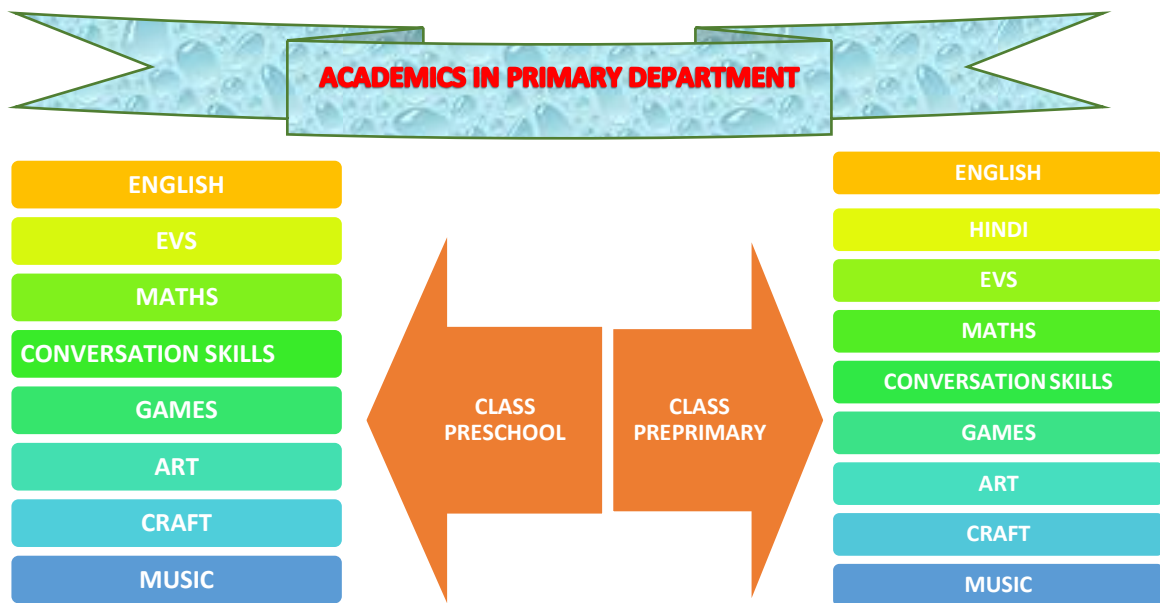 ACADEMICS IN PRIMARY DEPARTMENT
ENGLISH
EVS
MATHS
CONVERSATION SKILLS
GAMES
ART
CRAFT
MUSIC
CLASS
PRESCHOOL
CLASS
PREPRIMARY
ENGLISH
HINDI
EVS
MATHS
CONVERSATION SKILLS
GAMES
ART
CRAFT
MUSIC